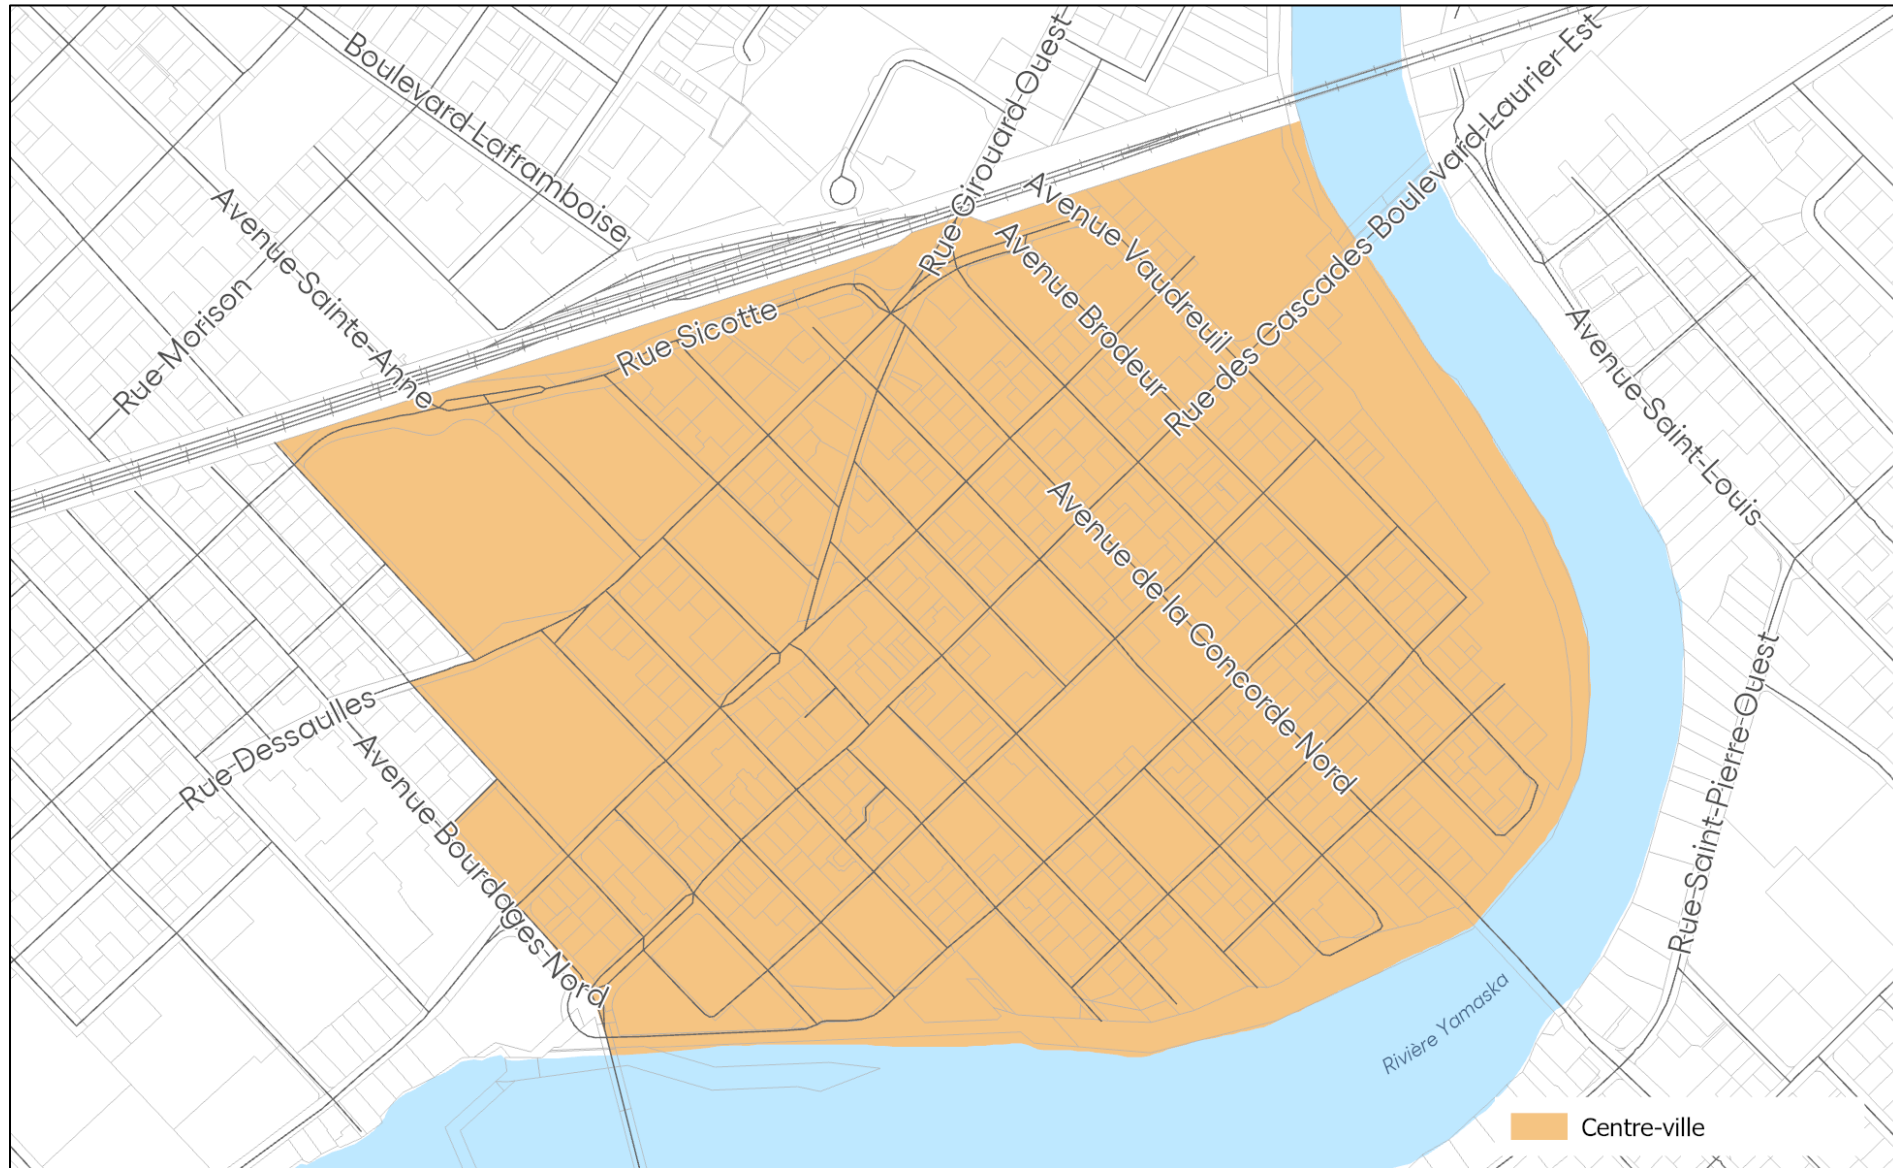 Boulevard Laframboise
Rue Girouard Ouest
Rue des Cascades Boulevard Laurier Est
Avenue Sainte-Anne
Avenue Vaudreuil
Avenue Brodeur
Rue Morison
Rue Sicotte
Avenue Saint-Louis
Avenue de la Concorde Nord
Rue Dessaulles
Avenue Bourdages Nord
Rue Saint-Pierre Ouest
Rivière Yamaska
Centre-ville